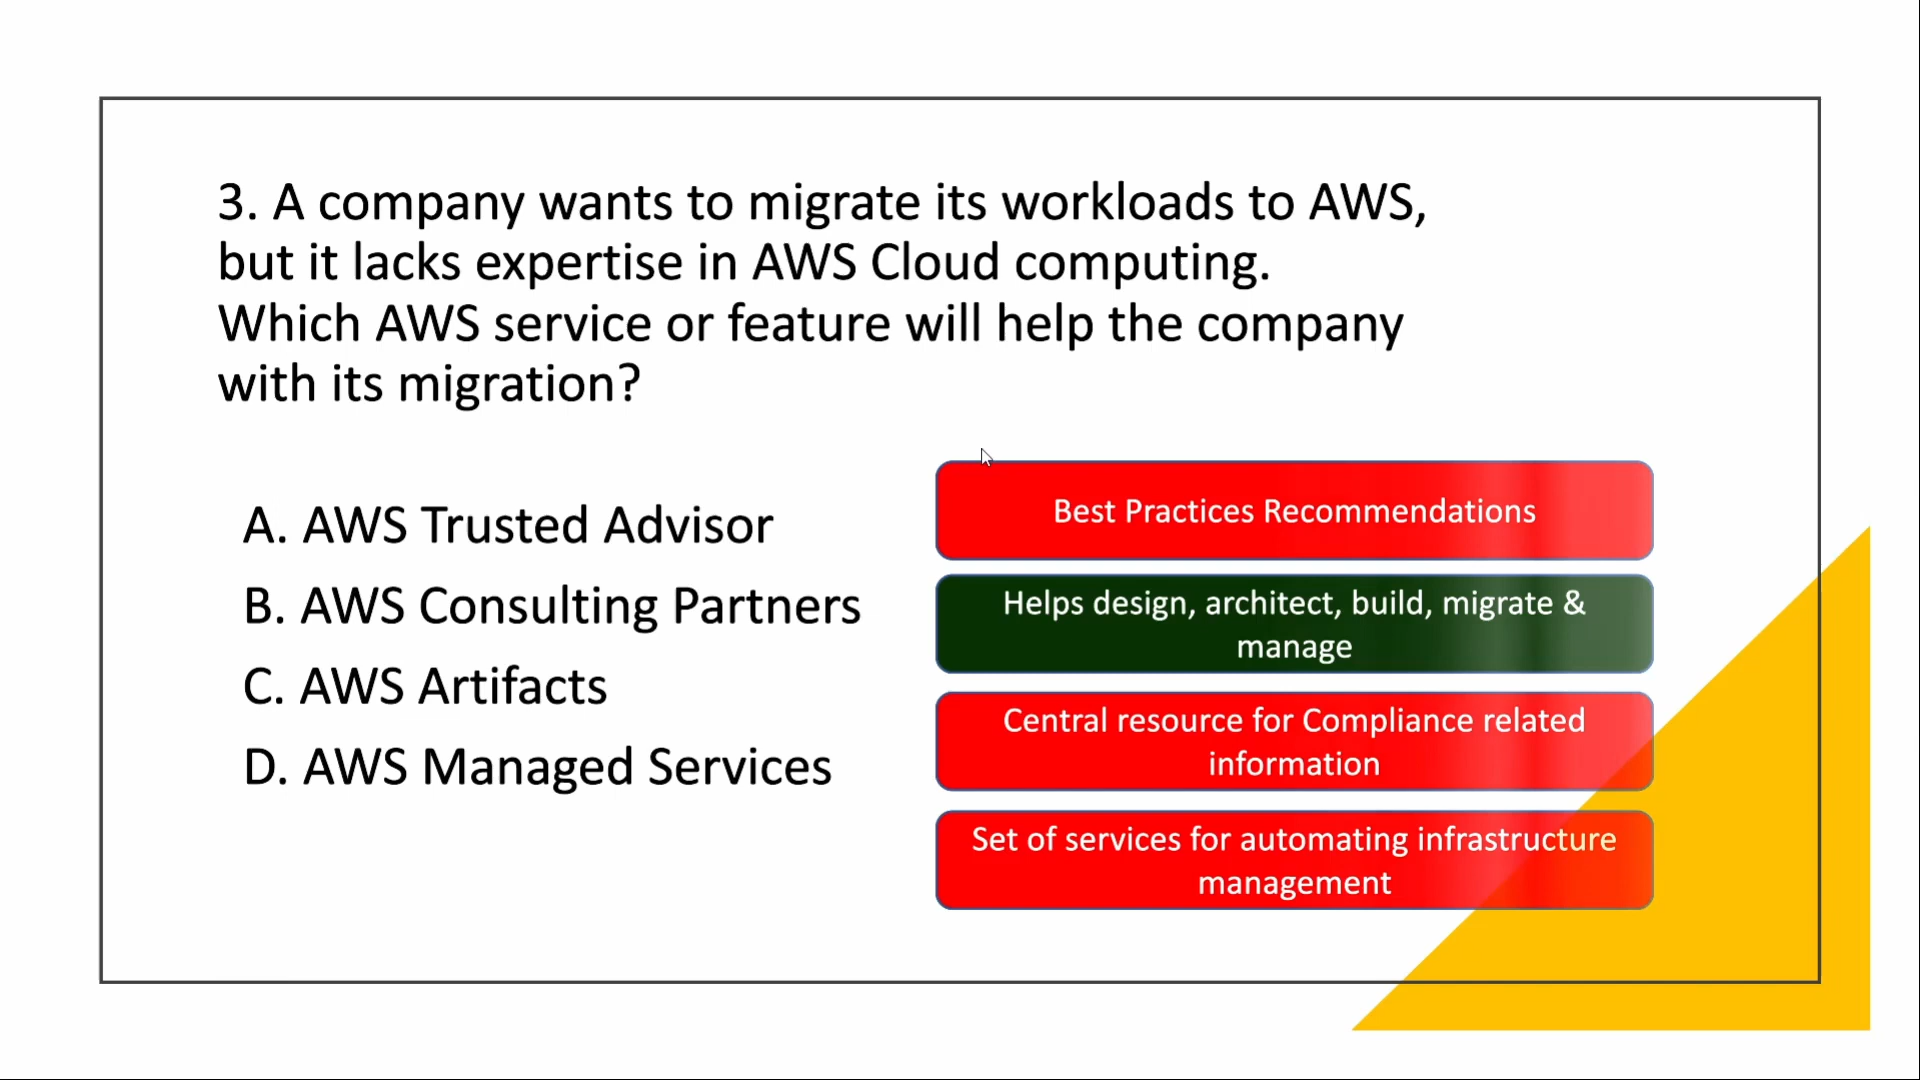 3. A company wants to migrate its workloads to AWS,
but it lacks expertise in AWS Cloud computing.
Which AWS service or feature will help the company
with its migration?
A. AWS Trusted Advisor
B. AWS Consulting Partners
C. AWS Artifacts
D. AWS Managed Services
Best Practices Recommendations
Helps design, architect, build, migrate &
manage
Central resource for Compliance related
information
Set of services for automating infrastructure
management